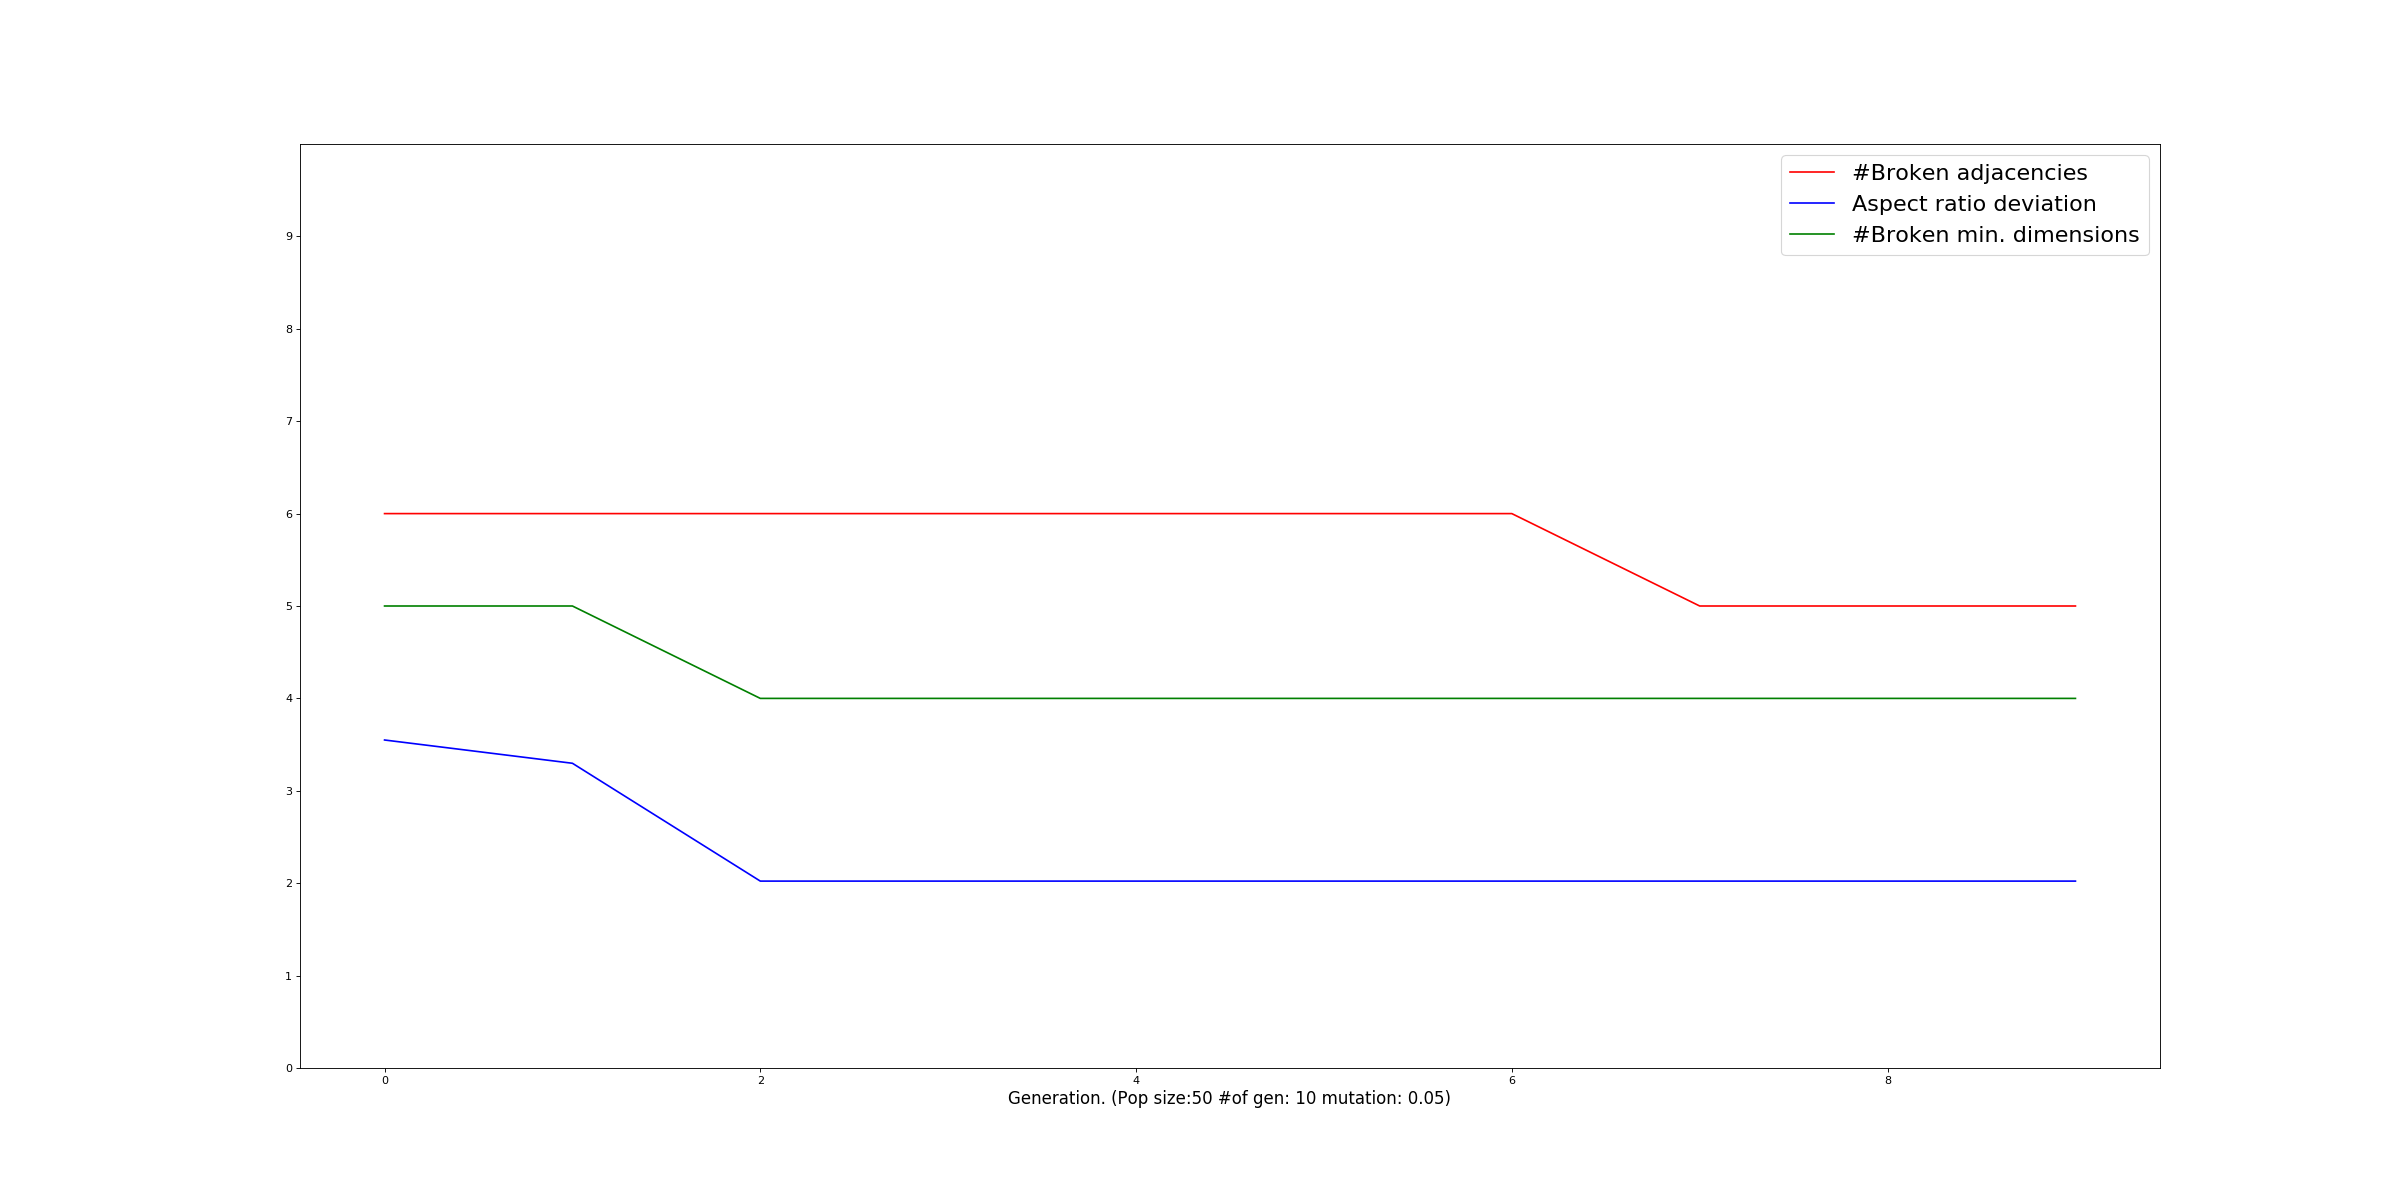 #Broken adjacencies
Aspect ratio deviation
#Broken min. dimensions
9
8
7
6
5
4
3
2
1
0
0 2 4 6 8
Generation. (Pop size:50 #of gen: 10 mutation: 0.05)